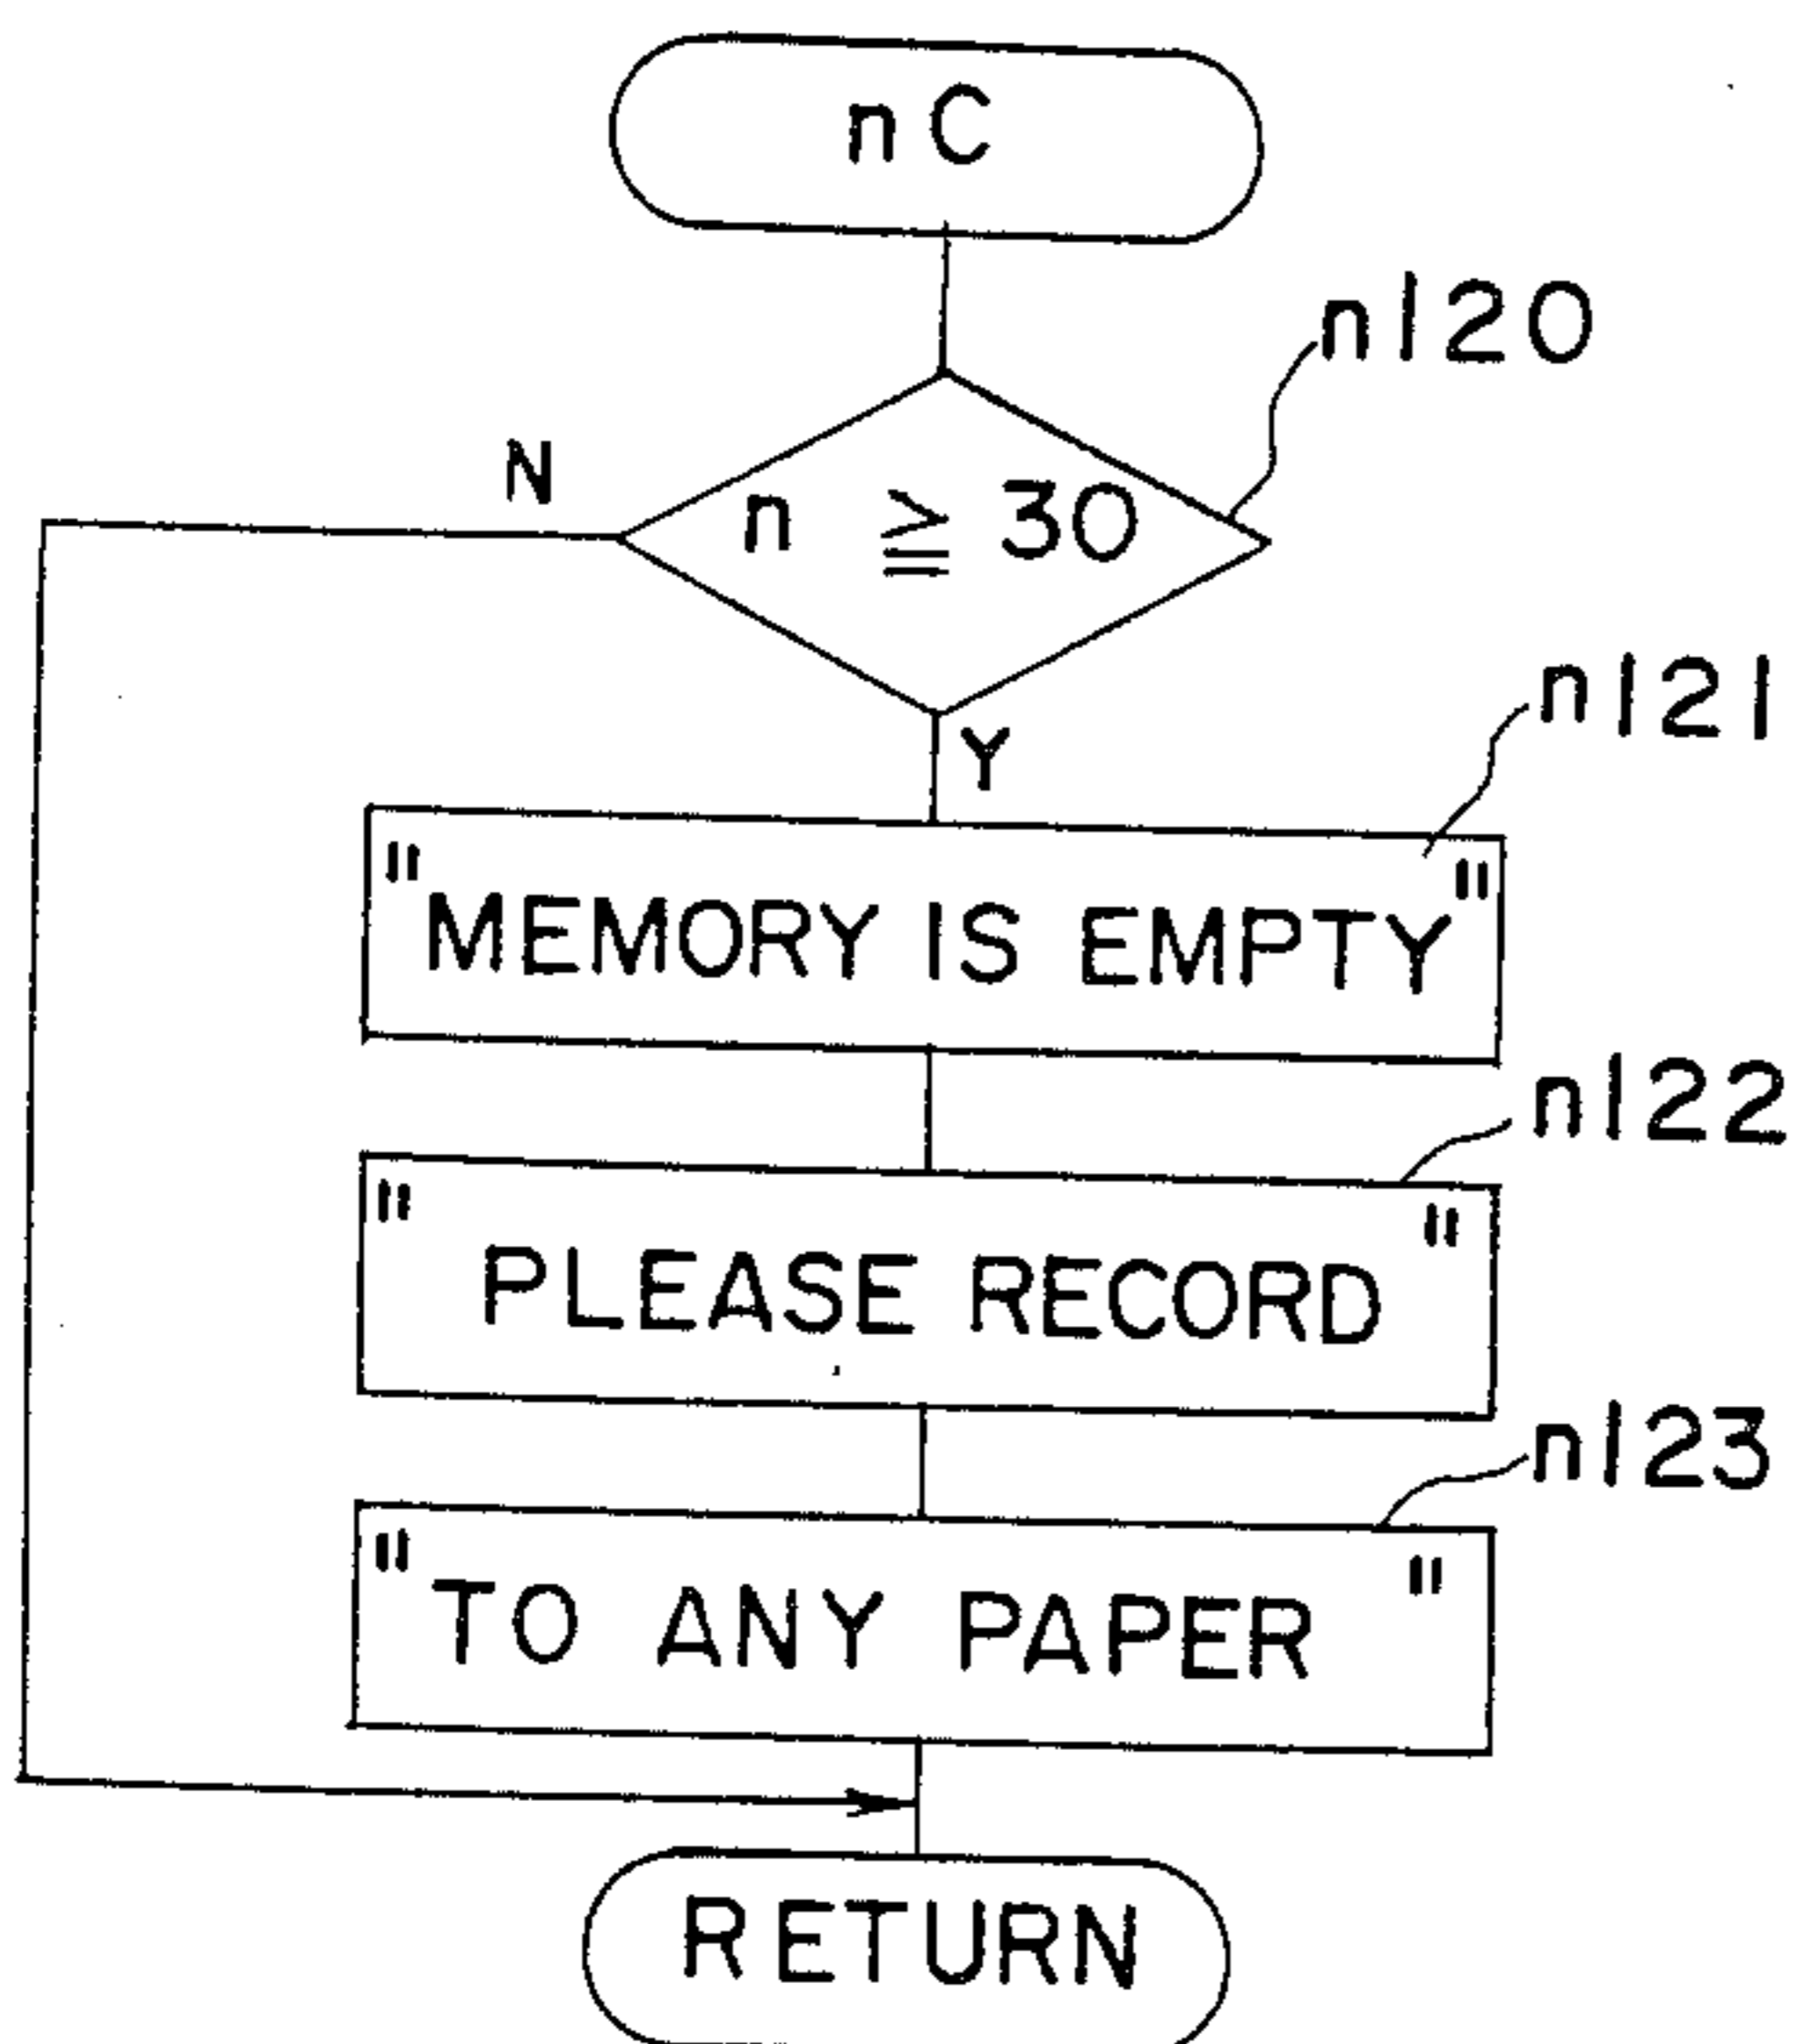 nC
n120
N
n ≧ 30
n121
Y
"MEMORY IS EMPTY"
n122
" PLEASE RECORD "
n123
" TO ANY PAPER "
RETURN